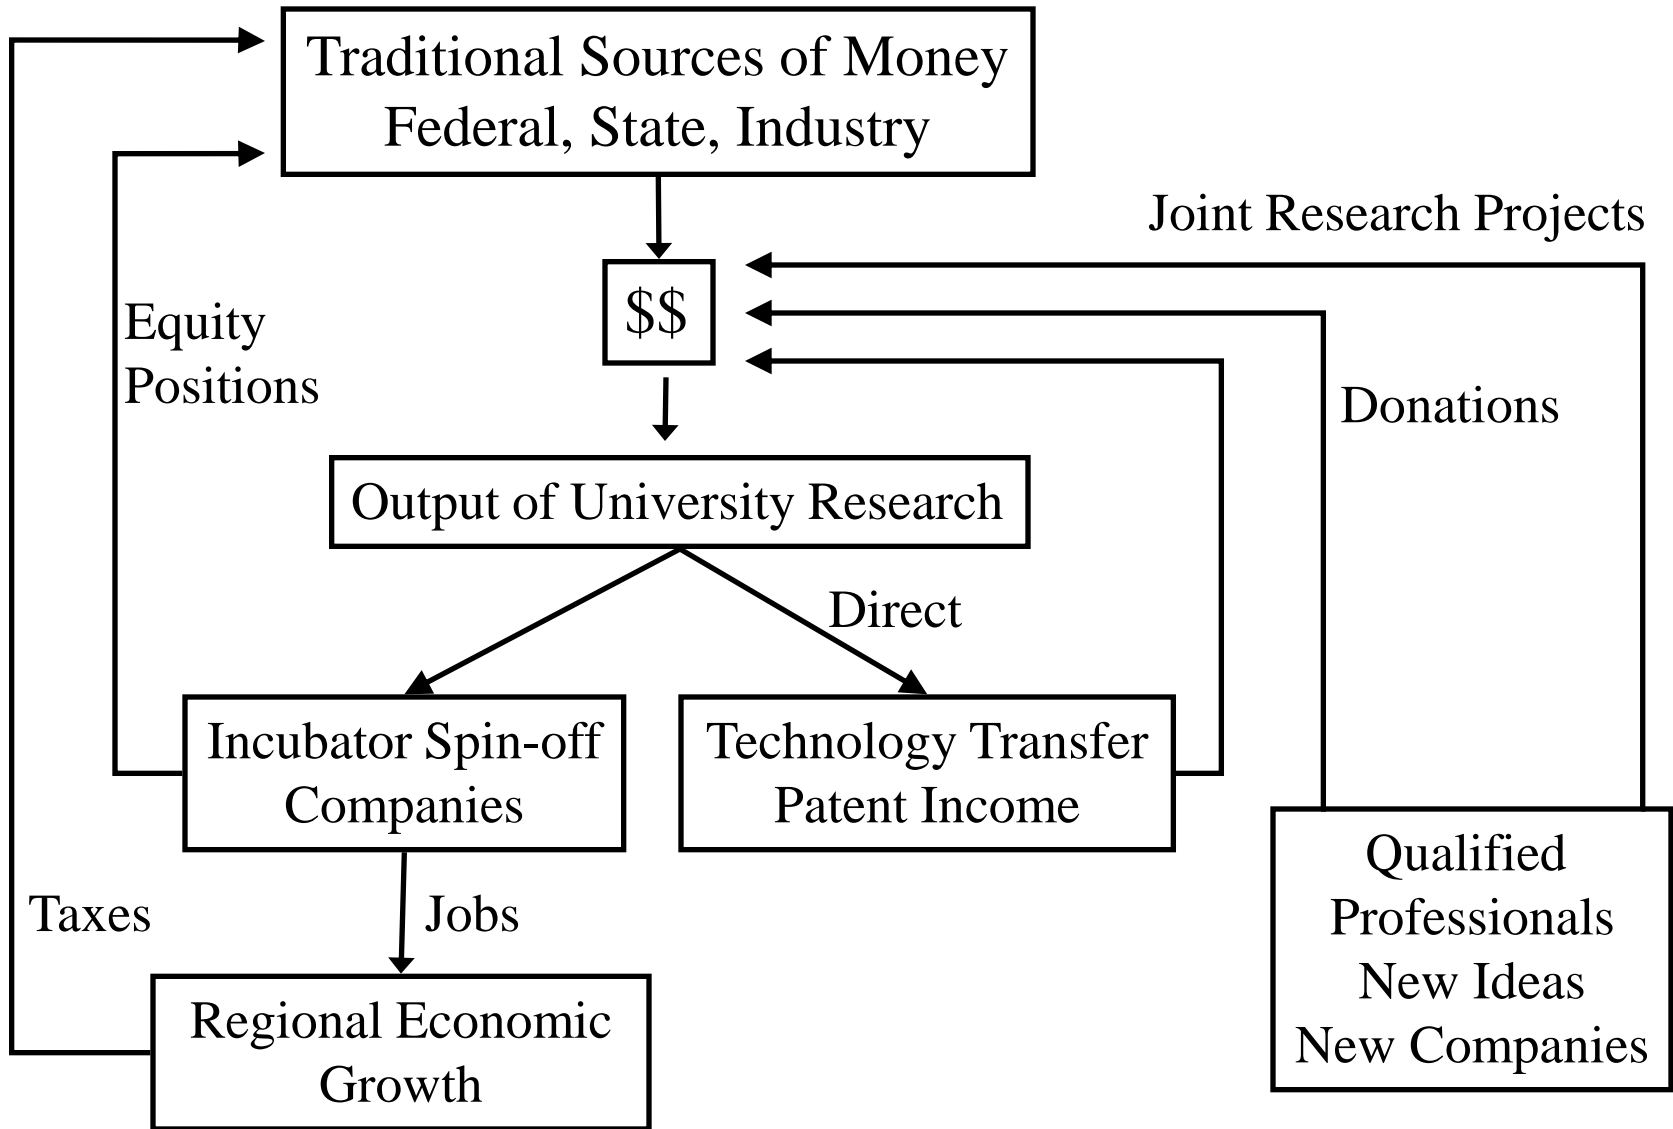 Traditional Sources of Money
Federal, State, Industry
Joint Research Projects
$$
Equity
Positions
Donations
Output of University Research
Direct
Incubator Spin-off
Companies
Technology Transfer
Patent Income
Qualified
Professionals
New Ideas
New Companies
Taxes
Jobs
Regional Economic
Growth